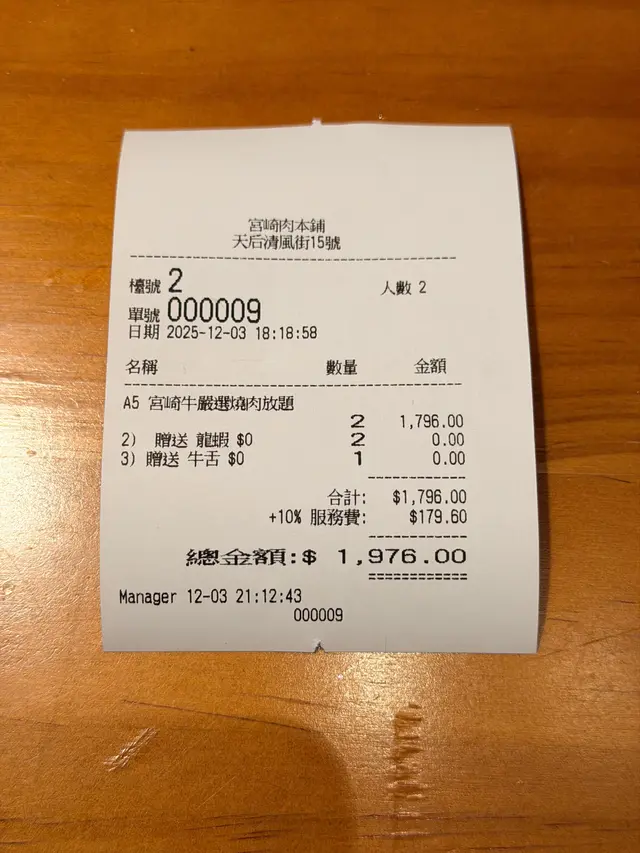 宮崎肉本鋪
天后清風街15號
檯號 2 人數 2
單號 000009
日期 2025-12-03 18:18:58
名稱 數量 金額
A5 宮崎牛嚴選燒肉放題
2 1,796.00
2) 贈送 龍蝦 $0 2 0.00
3) 贈送 牛舌 $0 1 0.00
合計: $1,796.00
+10% 服務費: $179.60
總金額:$ 1,976.00
Manager 12-03 21:12:43
000009